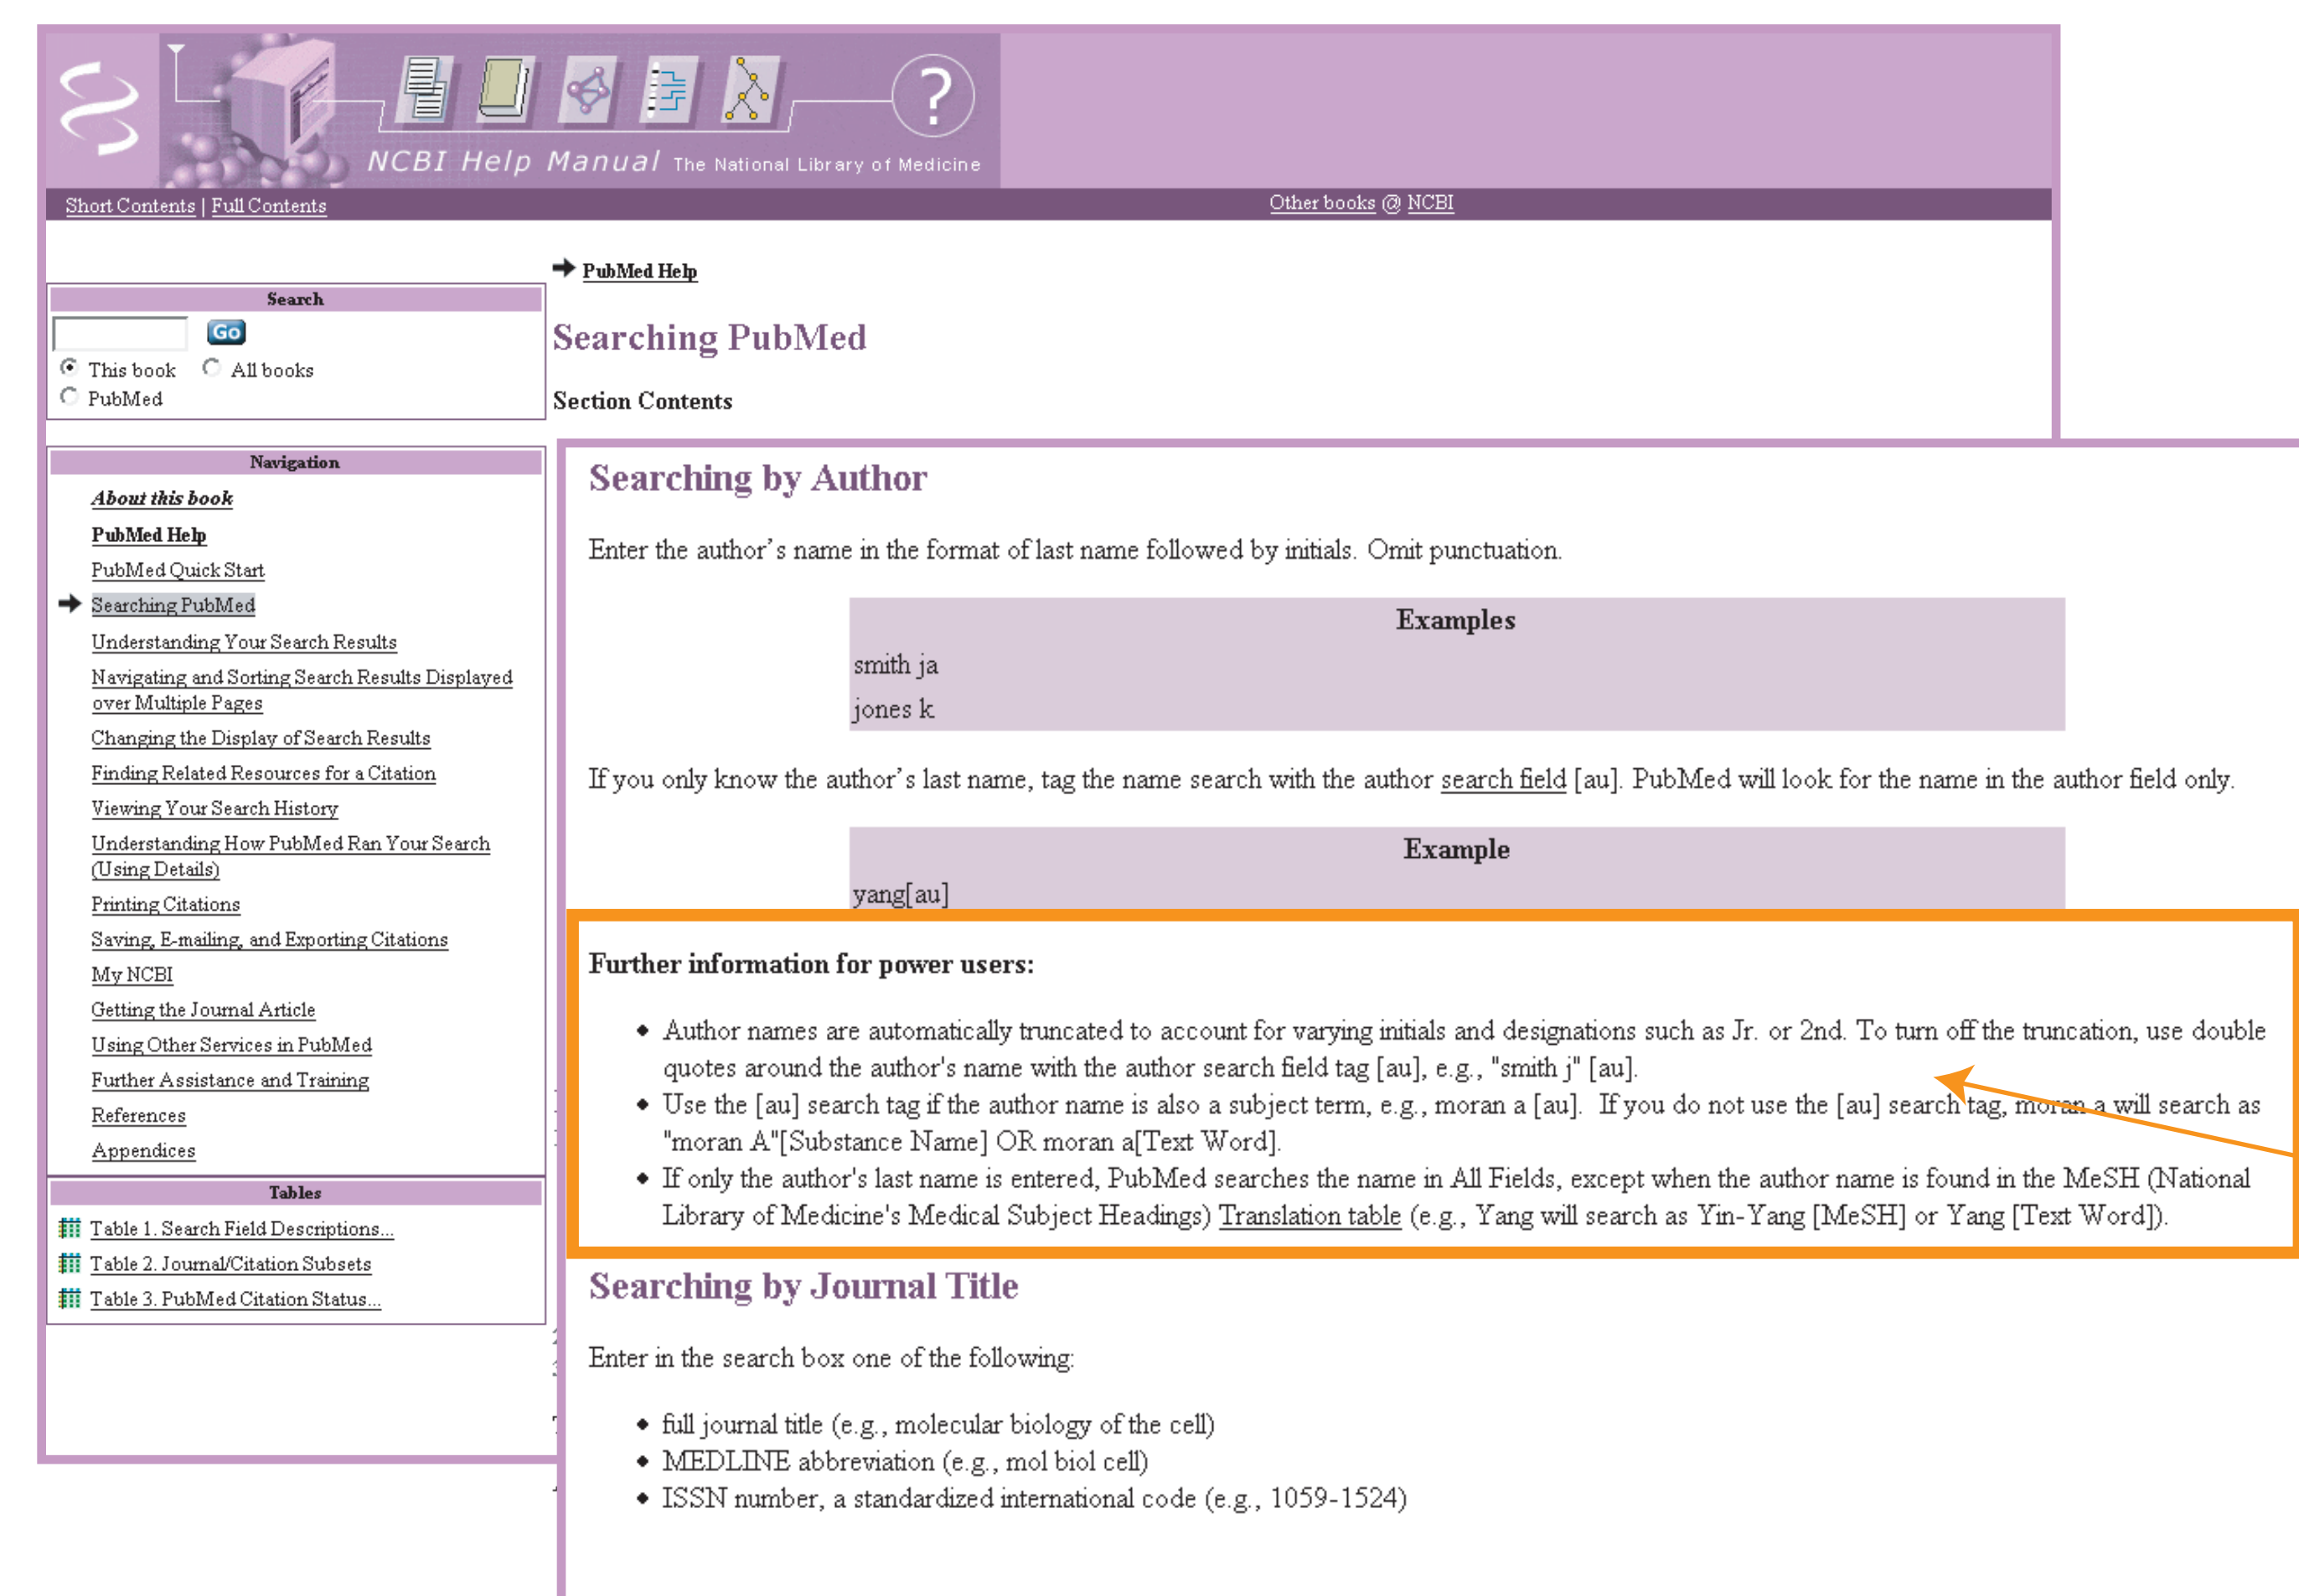 NCBI Help Manual The National Library of Medicine
Short Contents | Full Contents
Other books @ NCBI
Search
Go
This book All books
PubMed
Navigation
About this book
PubMed Help
PubMed Quick Start
Searching PubMed
Understanding Your Search Results
Navigating and Sorting Search Results Displayed
over Multiple Pages
Changing the Display of Search Results
Finding Related Resources for a Citation
Viewing Your Search History
Understanding How PubMed Ran Your Search
(Using Details)
Printing Citations
Saving, E-mailing, and Exporting Citations
My NCBI
Getting the Journal Article
Using Other Services in PubMed
Further Assistance and Training
References
Appendices
Tables
Table 1. Search Field Descriptions...
Table 2. Journal/Citation Subsets
Table 3. PubMed Citation Status...
PubMed Help
Searching PubMed
Section Contents
Searching by Author
Enter the author’s name in the format of last name followed by initials. Omit punctuation.
Examples
smith ja
jones k
If you only know the author’s last name, tag the name search with the author search field [au]. PubMed will look for the name in the author field only.
Example
yang[au]
Further information for power users:
• Author names are automatically truncated to account for varying initials and designations such as Jr. or 2nd. To turn off the truncation, use double
quotes around the author's name with the author search field tag [au], e.g., "smith j" [au].
• Use the [au] search tag if the author name is also a subject term, e.g., moran a [au]. If you do not use the [au] search tag, moran a will search as
"moran A"[Substance Name] OR moran a[Text Word].
• If only the author's last name is entered, PubMed searches the name in All Fields, except when the author name is found in the MeSH (National
Library of Medicine's Medical Subject Headings) Translation table (e.g., Yang will search as Yin-Yang [MeSH] or Yang [Text Word]).
Searching by Journal Title
Enter in the search box one of the following:
• full journal title (e.g., molecular biology of the cell)
• MEDLINE abbreviation (e.g., mol biol cell)
• ISSN number, a standardized international code (e.g., 1059-1524)